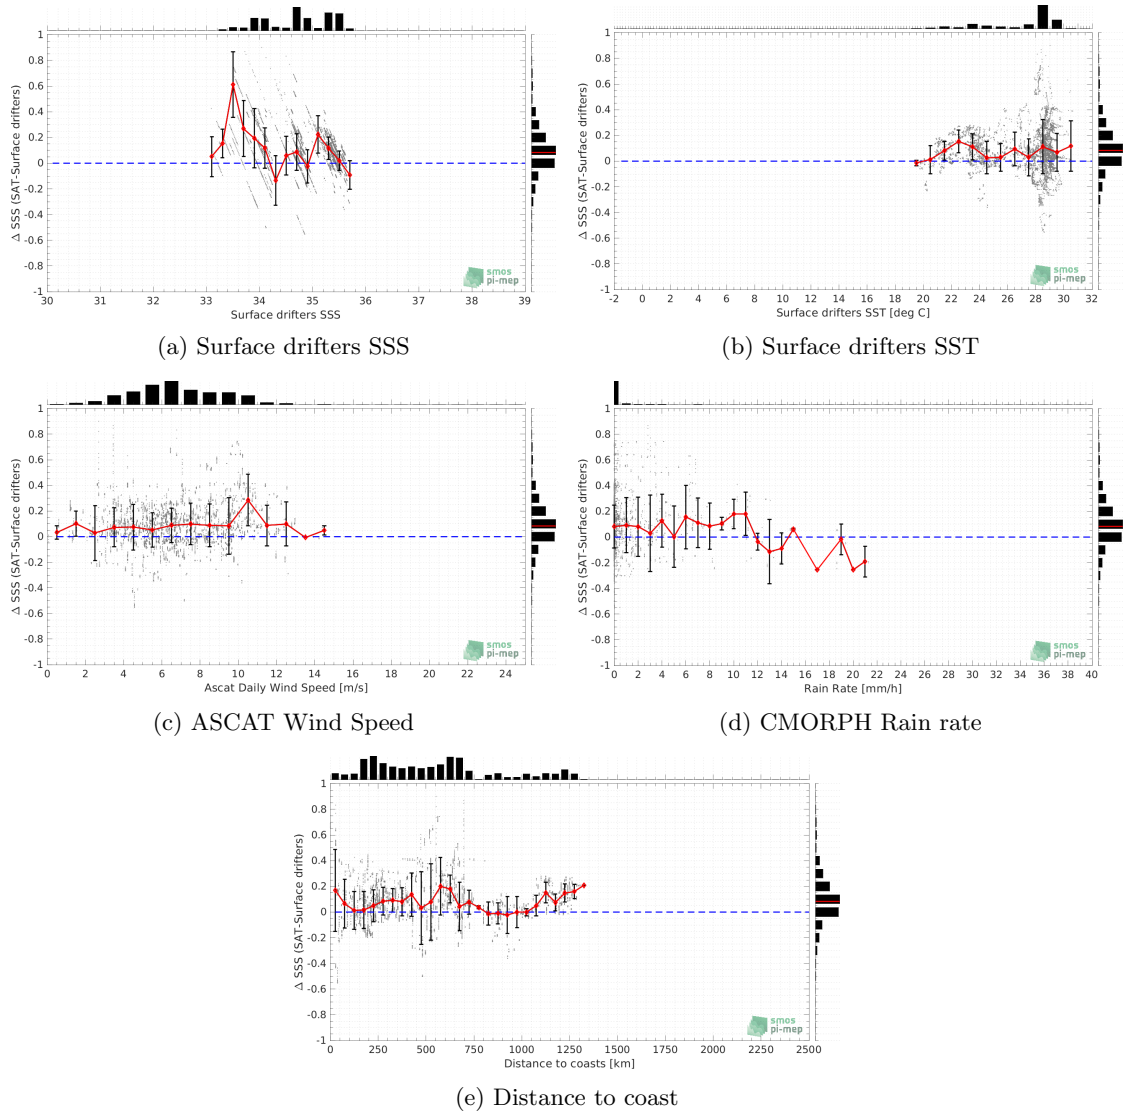 1
0.8
0.6
0.4
0.2
0
-0.2
-0.4
-0.6
-0.8
-1
Δ SSS (SAT-Surface drifters)
30 31 32 33 34 35 36 37 38 39
Surface drifters SSS
smos
pi-mep
(a) Surface drifters SSS
1
0.8
0.6
0.4
0.2
0
-0.2
-0.4
-0.6
-0.8
-1
Δ SSS (SAT-Surface drifters)
-2 0 2 4 6 8 10 12 14 16 18 20 22 24 26 28 30 32
Surface drifters SST [deg C]
smos
pi-mep
(b) Surface drifters SST
1
0.8
0.6
0.4
0.2
0
-0.2
-0.4
-0.6
-0.8
-1
Δ SSS (SAT-Surface drifters)
0 2 4 6 8 10 12 14 16 18 20 22 24
Ascat Daily Wind Speed [m/s]
smos
pi-mep
(c) ASCAT Wind Speed
1
0.8
0.6
0.4
0.2
0
-0.2
-0.4
-0.6
-0.8
-1
Δ SSS (SAT-Surface drifters)
0 2 4 6 8 10 12 14 16 18 20 22 24 26 28 30 32 34 36 38 40
Rain Rate [mm/h]
smos
pi-mep
(d) CMORPH Rain rate
1
0.8
0.6
0.4
0.2
0
-0.2
-0.4
-0.6
-0.8
-1
Δ SSS (SAT-Surface drifters)
0 250 500 750 1000 1250 1500 1750 2000 2250 2500
Distance to coasts [km]
smos
pi-mep
(e) Distance to coast